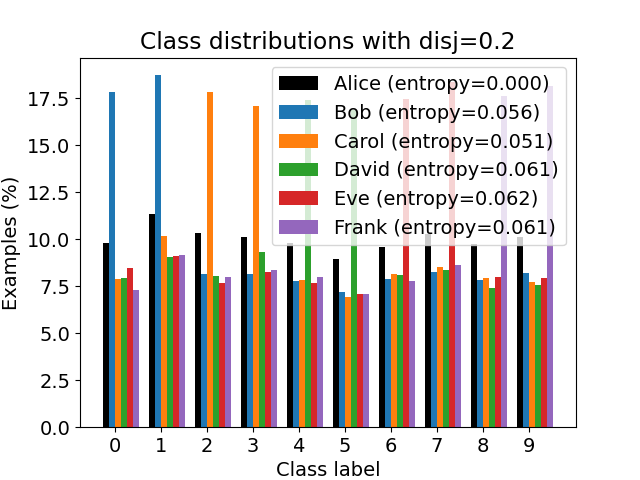 Class distributions with disj=0.2
Examples (%)
17.5
15.0
12.5
10.0
7.5
5.0
2.5
0.0
Alice (entropy=0.000)
Bob (entropy=0.056)
Carol (entropy=0.051)
David (entropy=0.061)
Eve (entropy=0.062)
Frank (entropy=0.061)
0 1 2 3 4 5 6 7 8 9
Class label